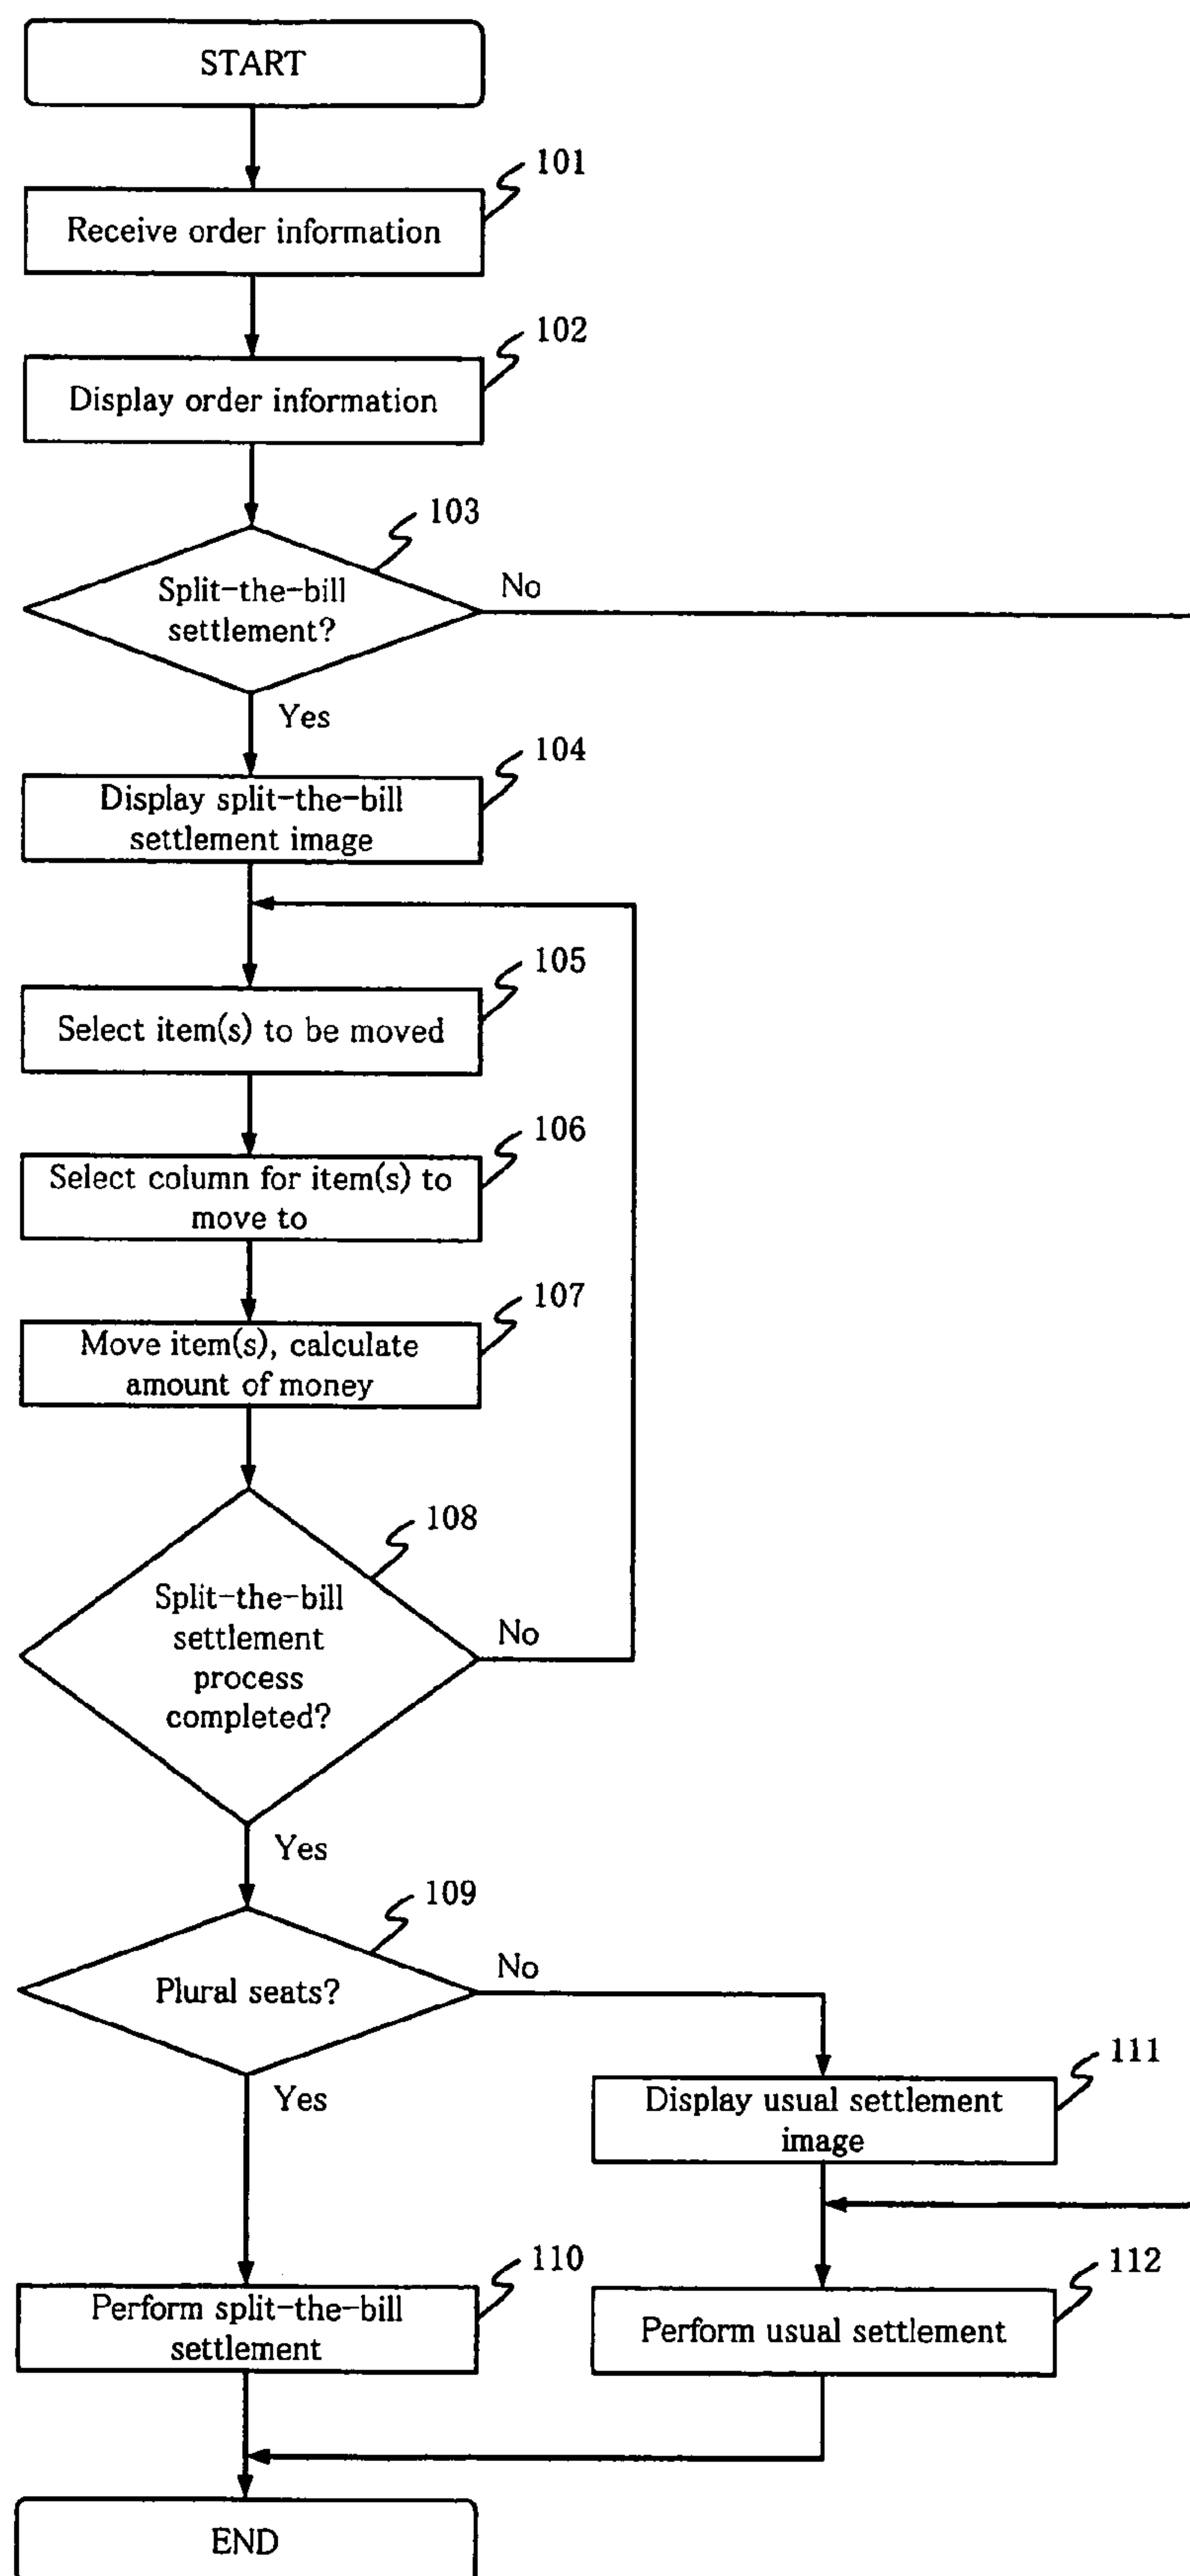 START
101
Receive order information
102
Display order information
103
Split-the-bill
settlement?
No
Yes
104
Display split-the-bill
settlement image
105
Select item(s) to be moved
106
Select column for item(s) to
move to
107
Move item(s), calculate
amount of money
108
Split-the-bill
settlement
process
completed?
No
Yes
109
Plural seats?
No
Yes
111
Display usual settlement
image
110
Perform split-the-bill
settlement
112
Perform usual settlement
END